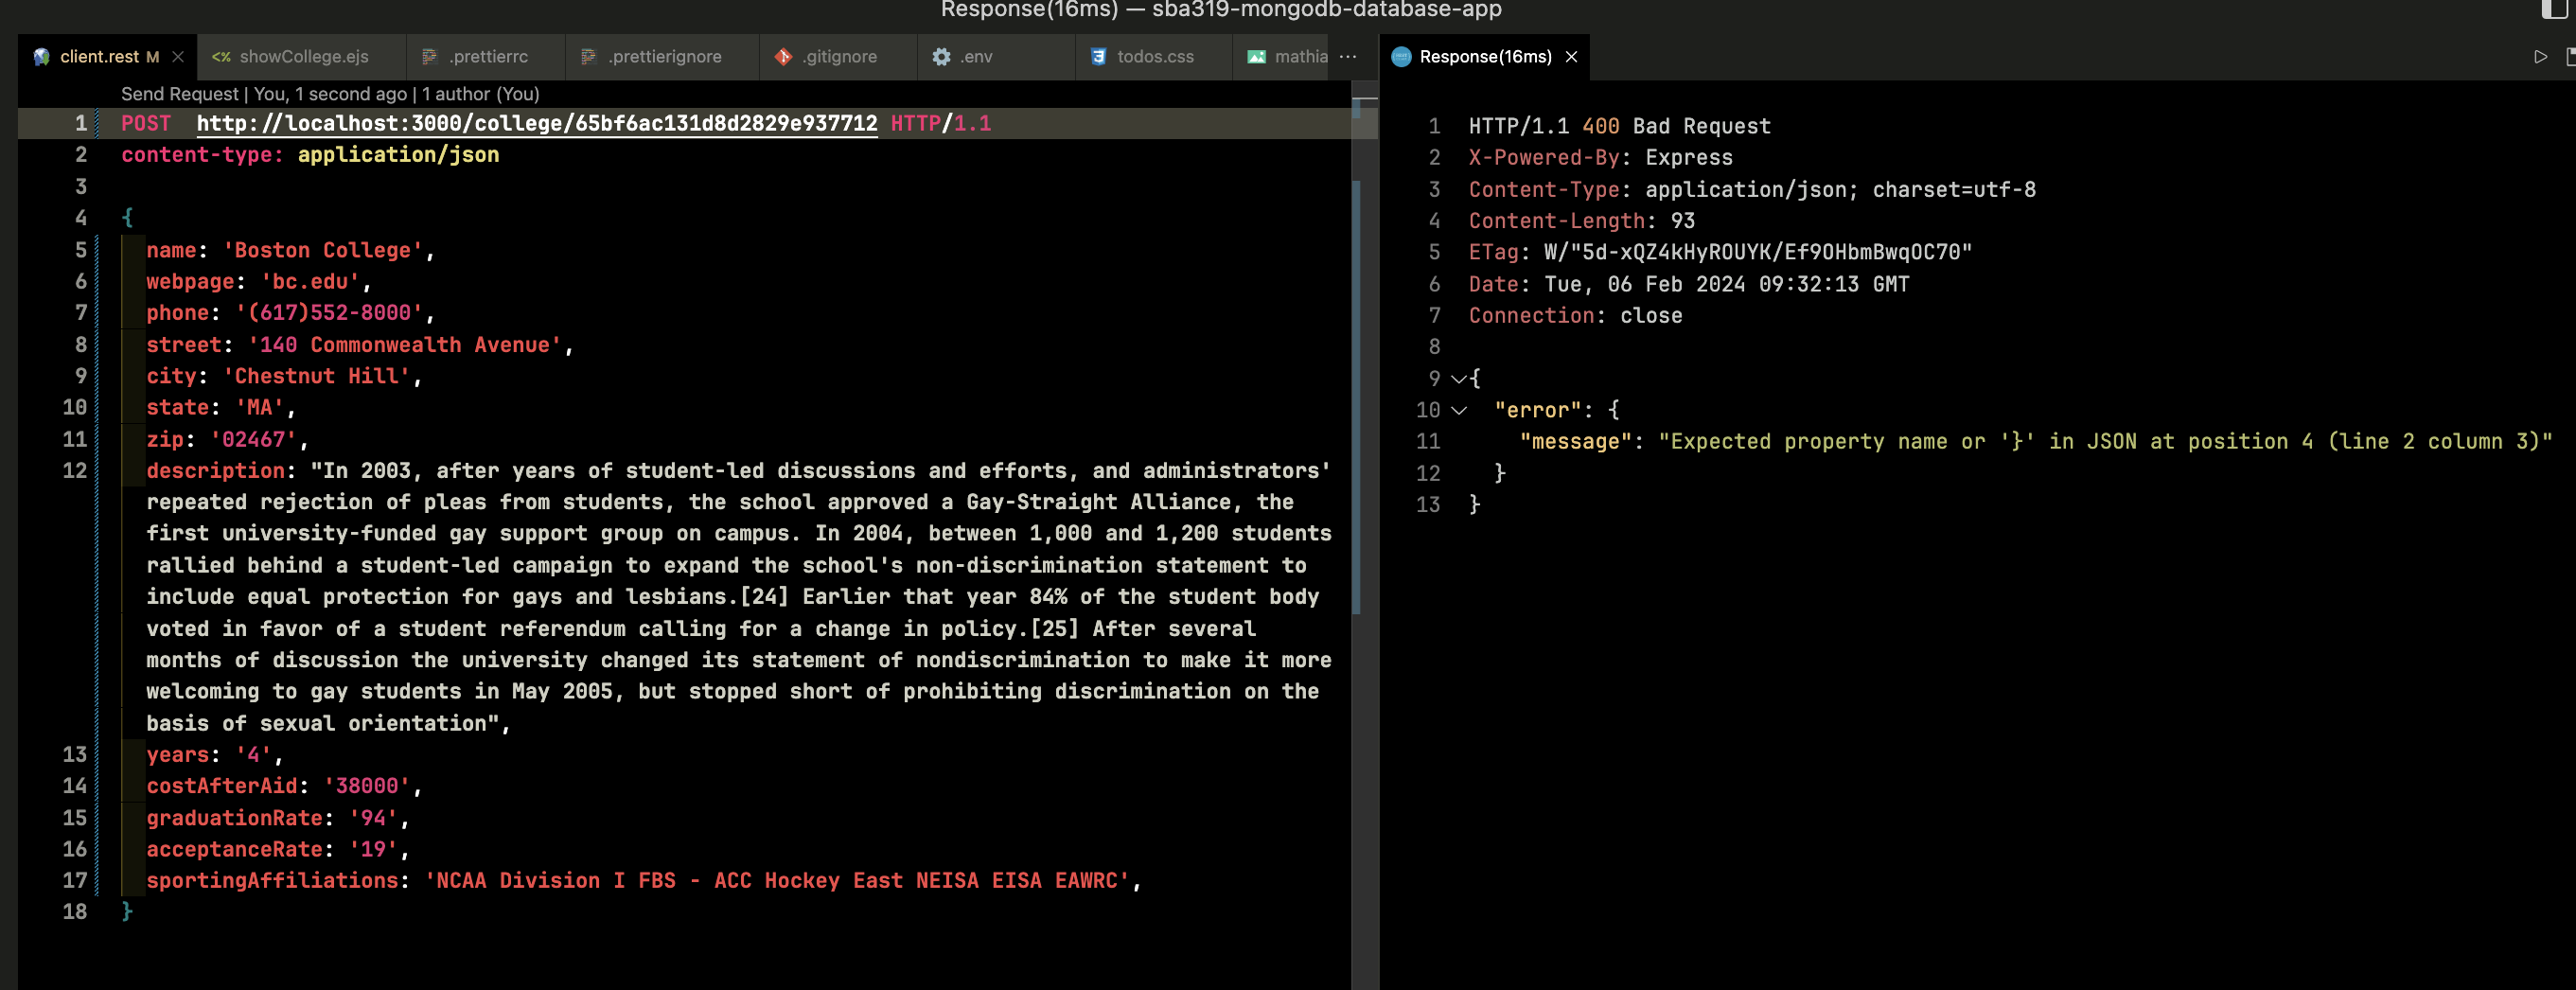 Response(16ms) — sba319-mongodb-database-app
client.rest M
showCollege.ejs
.prettierrc
.prettierignore
.gitignore
.env
todos.css
mathia
Response(16ms)
Send Request | You, 1 second ago | 1 author (You)
1 POST http://localhost:3000/college/65bf6ac131d8d2829e937712 HTTP/1.1
2 content-type: application/json
3
4 {
5 name: 'Boston College',
6 webpage: 'bc.edu',
7 phone: '(617)552-8000',
8 street: '140 Commonwealth Avenue',
9 city: 'Chestnut Hill',
10 state: 'MA',
11 zip: '02467',
12 description: "In 2003, after years of student-led discussions and efforts, and administrators'
repeated rejection of pleas from students, the school approved a Gay-Straight Alliance, the
first university-funded gay support group on campus. In 2004, between 1,000 and 1,200 students
rallied behind a student-led campaign to expand the school's non-discrimination statement to
include equal protection for gays and lesbians.[24] Earlier that year 84% of the student body
voted in favor of a student referendum calling for a change in policy.[25] After several
months of discussion the university changed its statement of nondiscrimination to make it more
welcoming to gay students in May 2005, but stopped short of prohibiting discrimination on the
basis of sexual orientation",
13 years: '4',
14 costAfterAid: '38000',
15 graduationRate: '94',
16 acceptanceRate: '19',
17 sportingAffiliations: 'NCAA Division I FBS - ACC Hockey East NEISA EISA EAWRC',
18 }
1 HTTP/1.1 400 Bad Request
2 X-Powered-By: Express
3 Content-Type: application/json; charset=utf-8
4 Content-Length: 93
5 ETag: W/"5d-xQZ4kHyROUYK/Ef9OHbmBwqOC70"
6 Date: Tue, 06 Feb 2024 09:32:13 GMT
7 Connection: close
8
9 {
10 "error": {
11 "message": "Expected property name or '}' in JSON at position 4 (line 2 column 3)"
12 }
13 }